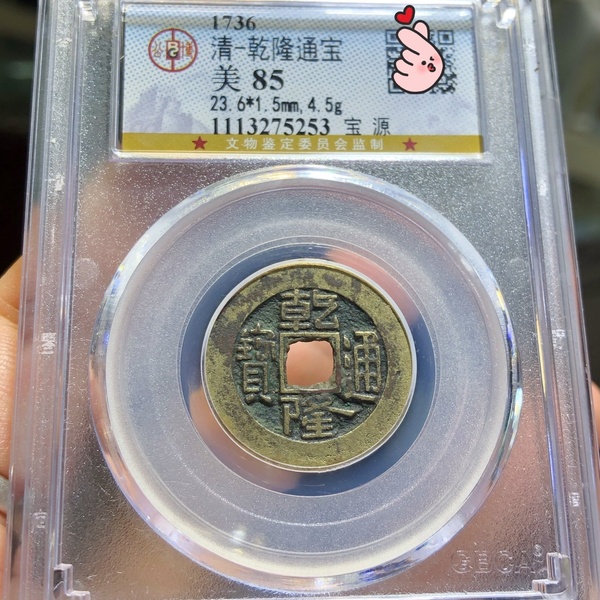 1736
清-乾隆通宝
美 85
23.6*1.5mm, 4.5g
1113275253 宝 源
★ 文物鉴定委员会监制 ★
乾
寶 通
隆
GBCA